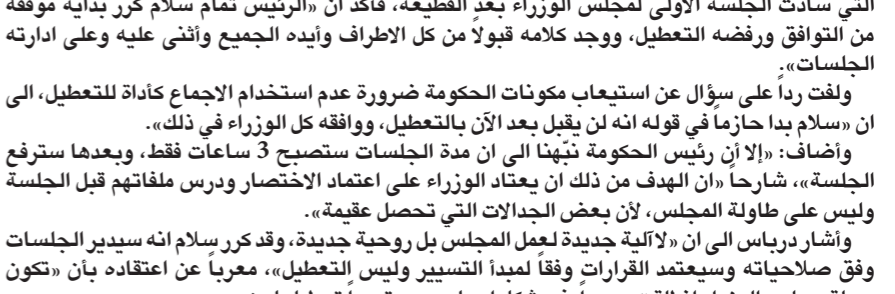 التي سادت الجلسة الاولى لمجلس الوزراء بعد القطيعة، فأكد ان «الرئيس تمام سلام كرر بداية موقفه
من التوافق ورفضه التعطيل، ووجد كلامه قبولاً من كل الاطراف وأيده الجميع وأثنى عليه وعلى ادارته
الجلسات».
ولفت رداً على سؤال عن استيعاب مكونات الحكومة ضرورة عدم استخدام الاجماع كأداة للتعطيل، الى
ان «سلام بدا حازماً في قوله انه لن يقبل بعد الآن بالتعطيل، ووافقه كل الوزراء في ذلك».
وأضاف: «إلا أن رئيس الحكومة نبّهنا الى ان مدة الجلسات ستصبح 3 ساعات فقط، وبعدها سترفع
الجلسة»، شارحاً «ان الهدف من ذلك ان يعتاد الوزراء على اعتماد الاختصار ودرس ملفاتهم قبل الجلسة
وليس على طاولة المجلس، لأن بعض الجدالات التي تحصل عقيمة».
وأشار درباس الى ان «لا آلية جديدة لعمل المجلس بل روحية جديدة، وقد كرر سلام انه سيدير الجلسات
وفق صلاحياته وسيعتمد القرارات وفقاً لمبدأ التسيير وليس التعطيل»، معرباً عن اعتقاده بأن «تكون